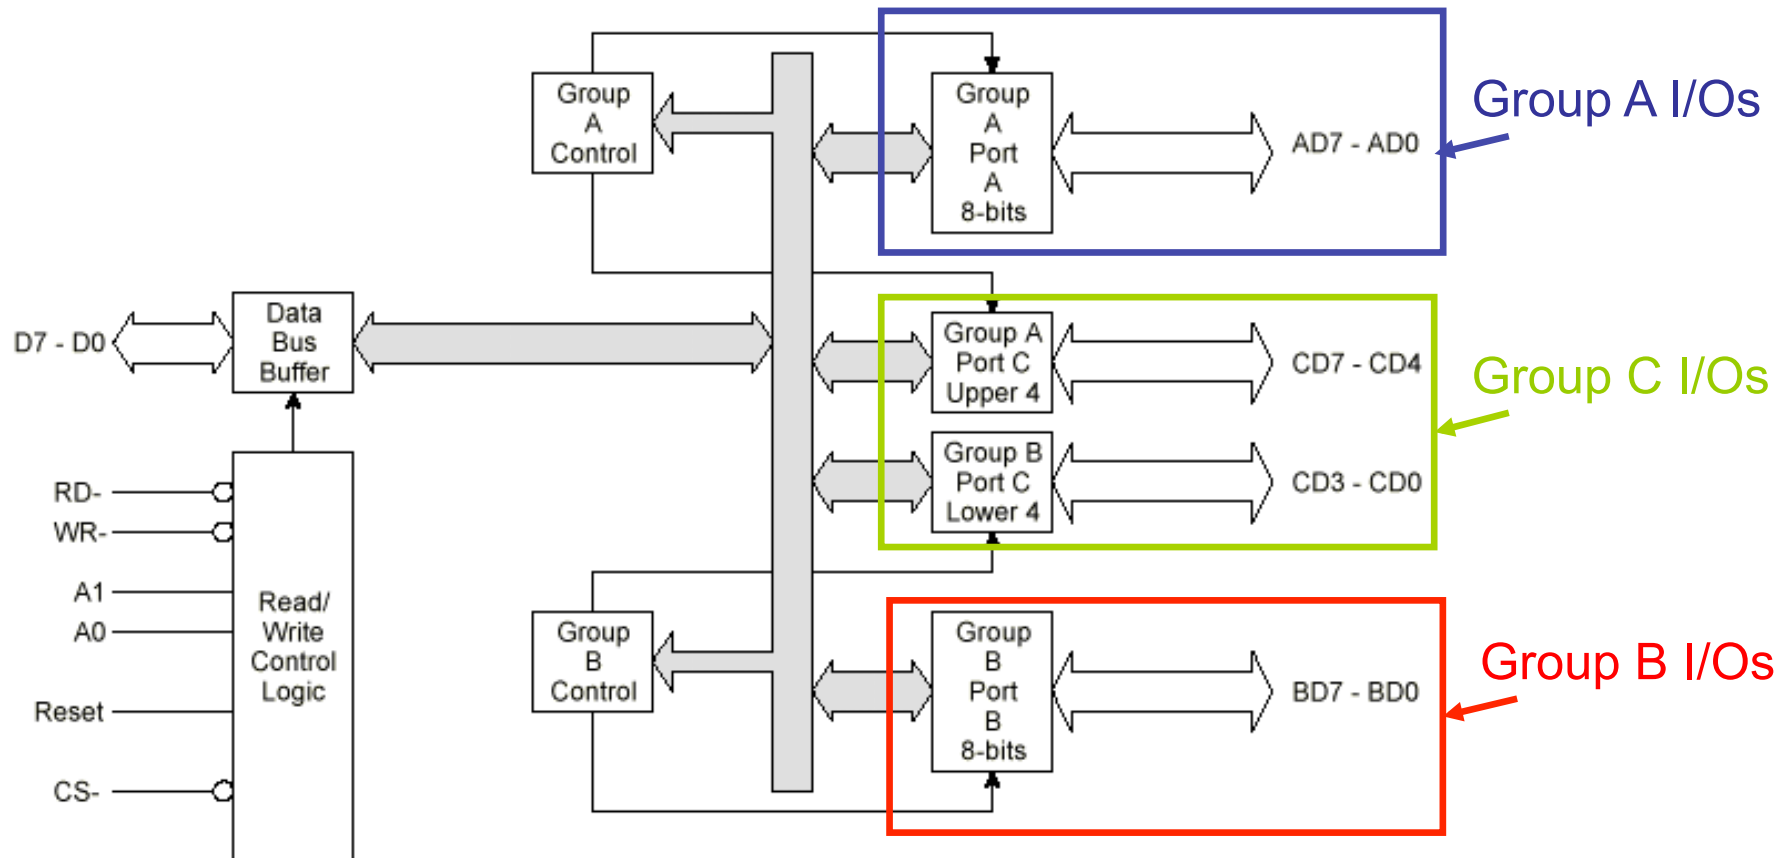 Group
A
Control
Group
A
Port
A
8-bits
AD7 - AD0
Group A I/Os
D7 - D0
Data
Bus
Buffer
Group A
Port C
Upper 4
CD7 - CD4
Group C I/Os
Group B
Port C
Lower 4
CD3 - CD0
RD-
WR-
A1
A0
Reset
CS-
Read/
Write
Control
Logic
Group
B
Control
Group
B
Port
B
8-bits
BD7 - BD0
Group B I/Os